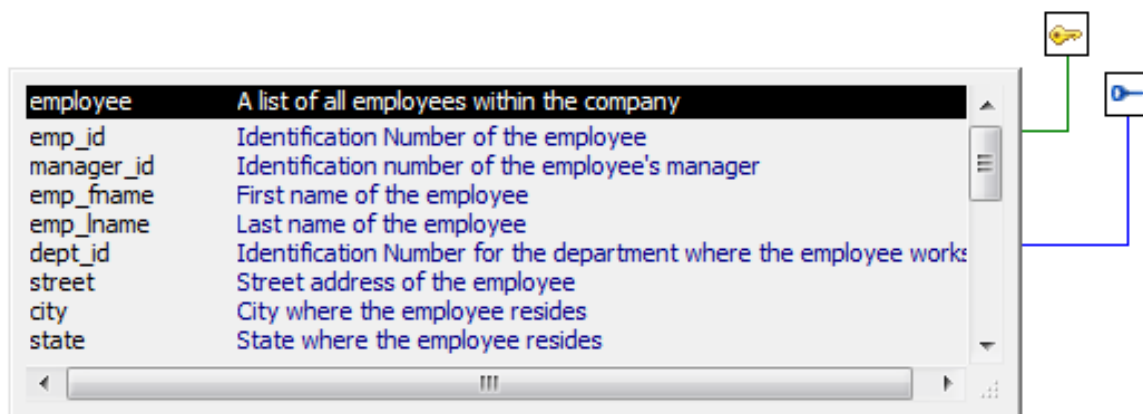 employee A list of all employees within the company
emp_id Identification Number of the employee
manager_id Identification number of the employee's manager
emp_fname First name of the employee
emp_lname Last name of the employee
dept_id Identification Number for the department where the employee works
street Street address of the employee
city City where the employee resides
state State where the employee resides